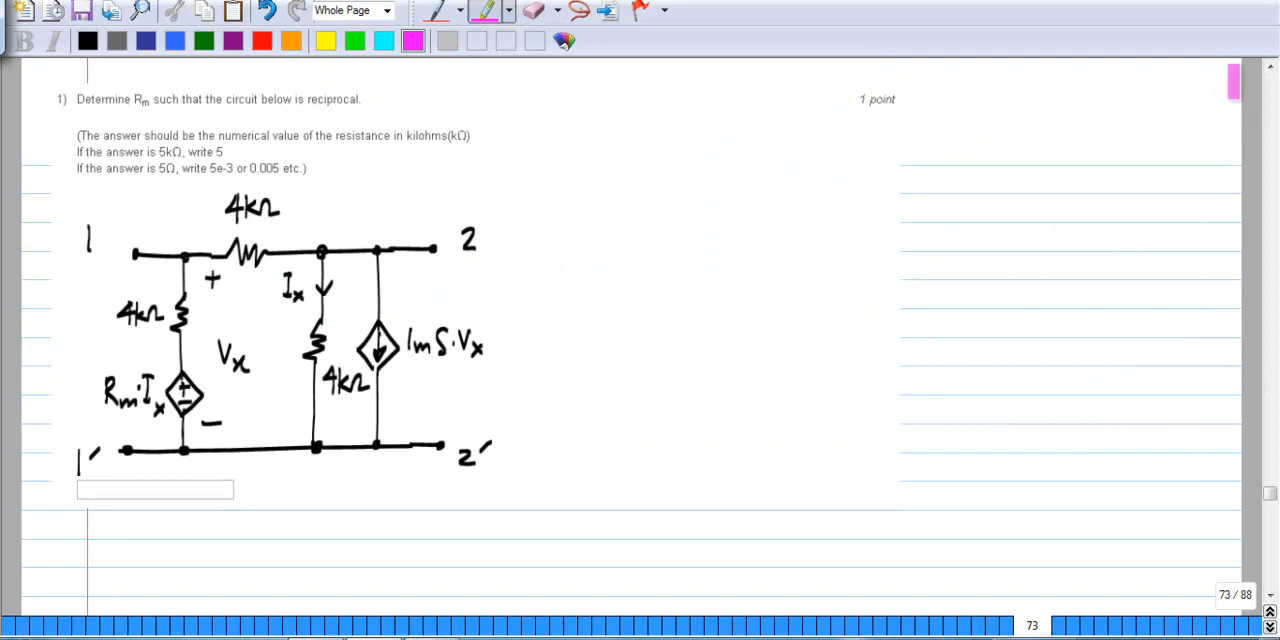 Whole Page
B I
1) Determine Rm such that the circuit below is reciprocal.
1 point
(The answer should be the numerical value of the resistance in kilohms(kΩ)
If the answer is 5kΩ, write 5
If the answer is 5Ω, write 5e-3 or 0.005 etc.)
4kΩ
1
2
+
Ix
4kΩ
Vx
1m S·Vx
4kΩ
Rm·Ix
+
−
−
1′
2′
73 / 88
73